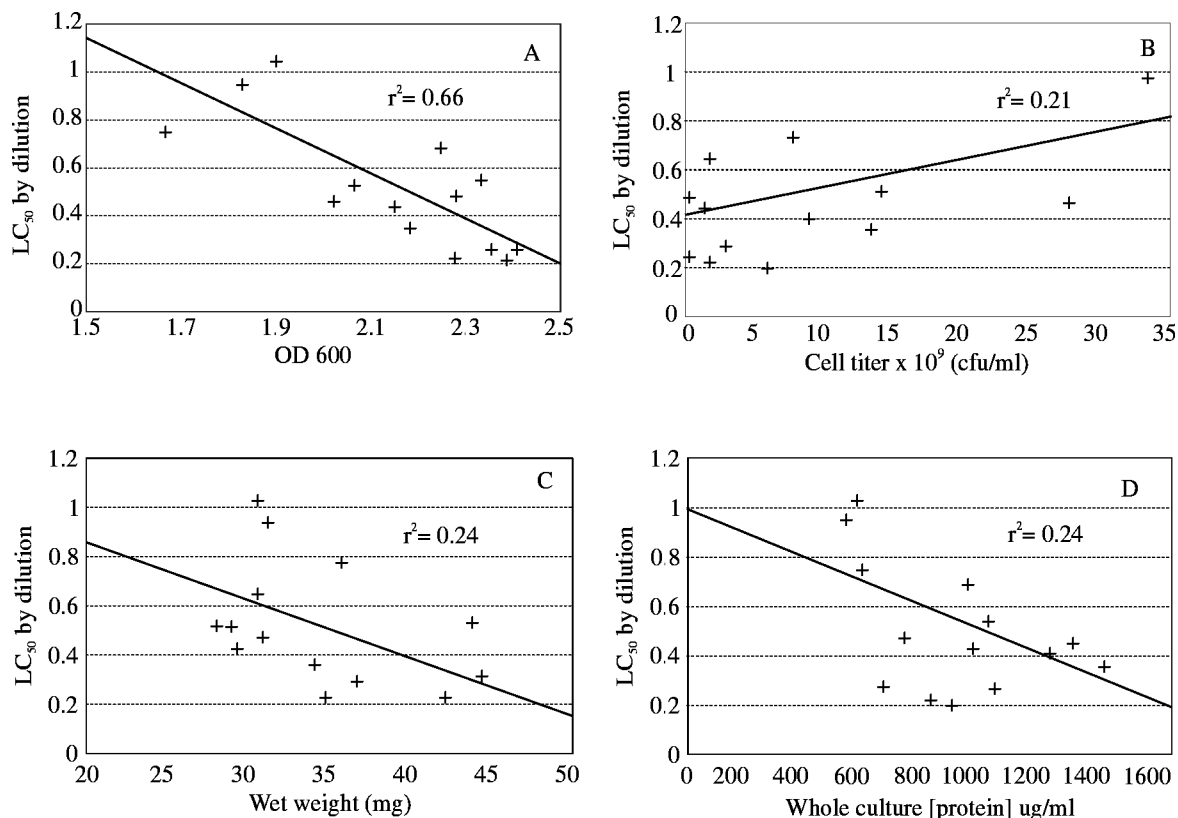 A
r²= 0.66
LC₅₀ by dilution
1.2
1
0.8
0.6
0.4
0.2
0
1.5 1.7 1.9 2.1 2.3 2.5
OD 600
B
r²= 0.21
LC₅₀ by dilution
1.2
1
0.8
0.6
0.4
0.2
0
0 5 10 15 20 25 30 35
Cell titer x 10⁹ (cfu/ml)
C
r²= 0.24
LC₅₀ by dilution
1.2
1
0.8
0.6
0.4
0.2
0
20 25 30 35 40 45 50
Wet weight (mg)
D
r²= 0.24
LC₅₀ by dilution
1.2
1
0.8
0.6
0.4
0.2
0
0 200 400 600 800 1000 1200 1400 1600
Whole culture [protein] ug/ml